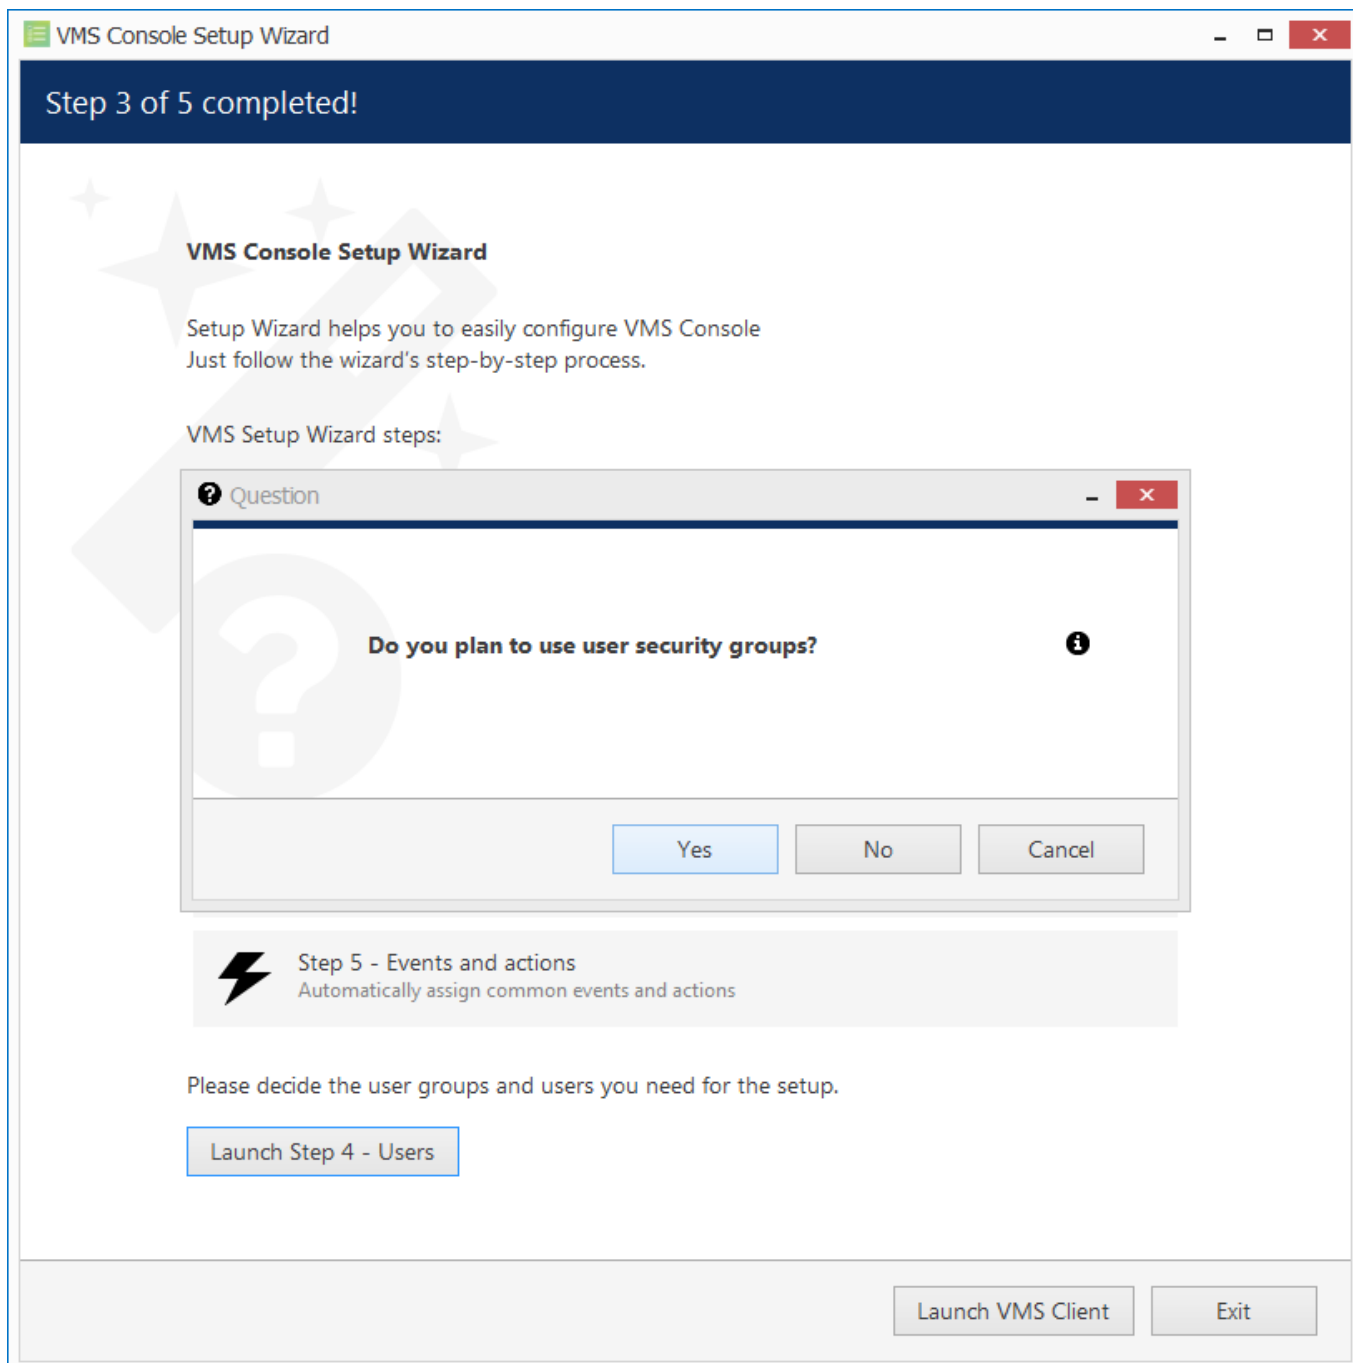 VMS Console Setup Wizard
Step 3 of 5 completed!
VMS Console Setup Wizard
Setup Wizard helps you to easily configure VMS Console
Just follow the wizard's step-by-step process.
VMS Setup Wizard steps:
Question
Do you plan to use user security groups?
Yes No Cancel
Step 5 - Events and actions
Automatically assign common events and actions
Please decide the user groups and users you need for the setup.
Launch Step 4 - Users
Launch VMS Client Exit